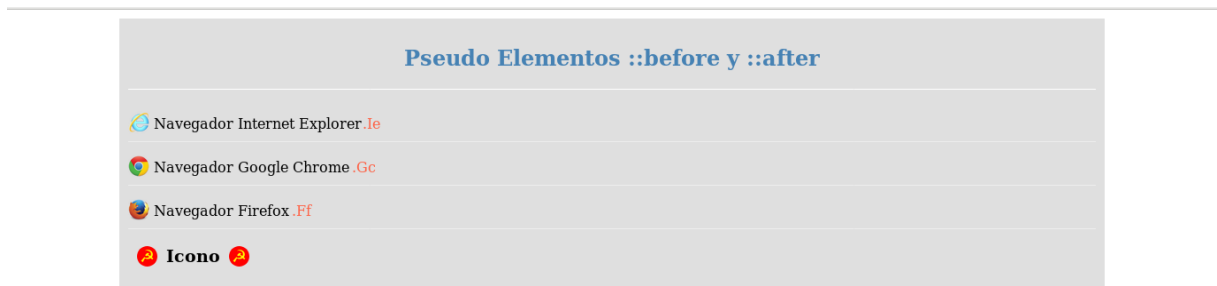 Pseudo Elementos ::before y ::after
Navegador Internet Explorer.Ie
Navegador Google Chrome.Gc
Navegador Firefox.Ff
☭ Icono ☭